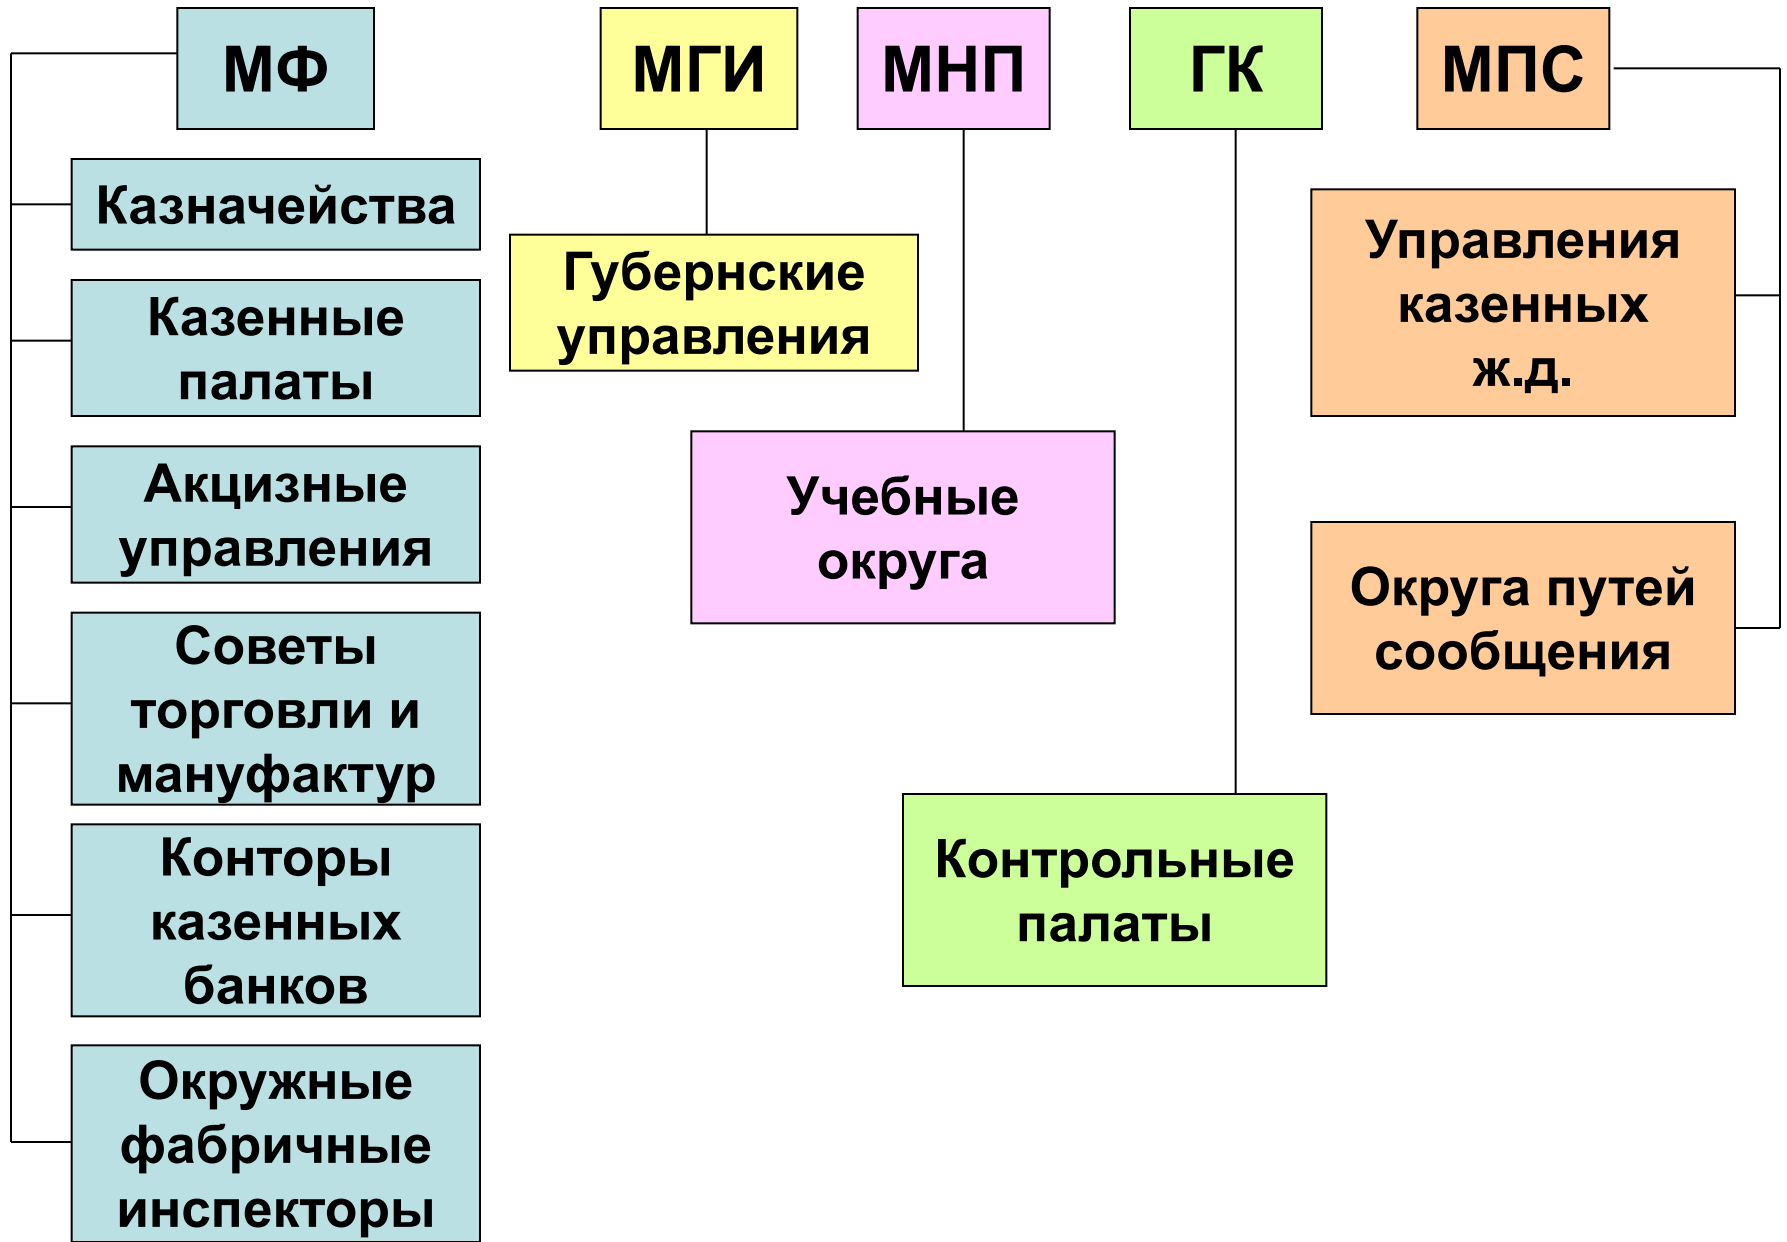 МФ
МГИ
МНП
ГК
МПС
Казначейства
Казенные
палаты
Акцизные
управления
Советы
торговли и
мануфактур
Конторы
казенных
банков
Окружные
фабричные
инспекторы
Губернские
управления
Учебные
округа
Контрольные
палаты
Управления
казенных
ж.д.
Округа путей
сообщения